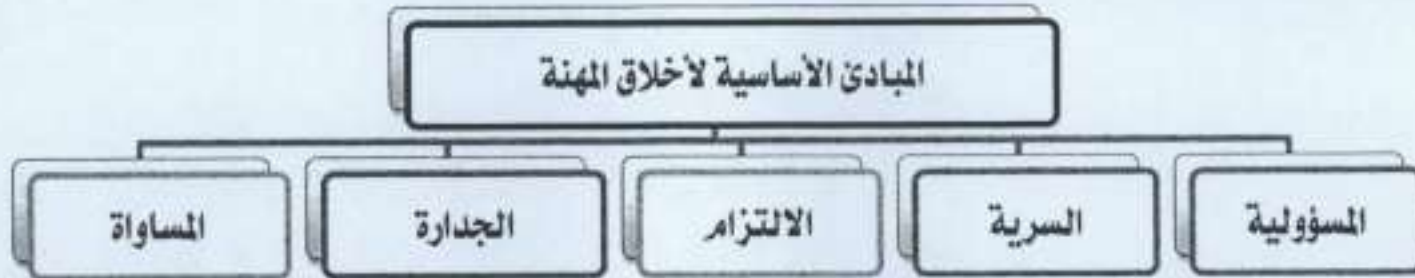 المبادئ الأساسية لأخلاق المهنة
المسؤولية
السرية
الالتزام
الجدارة
المساواة